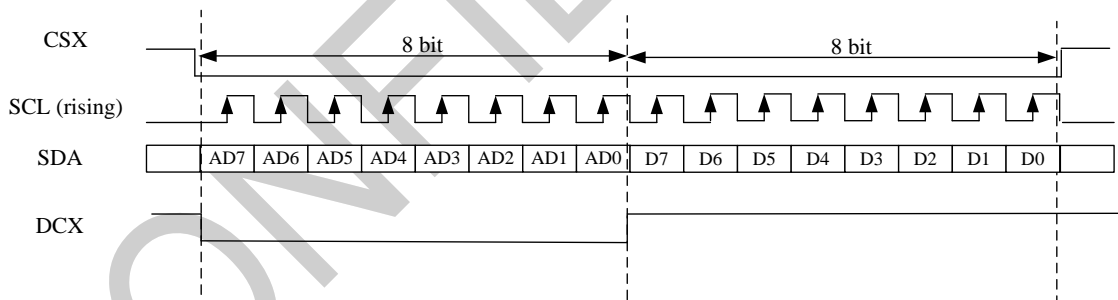 CSX
8 bit 8 bit
SCL (rising)
SDA AD7 AD6 AD5 AD4 AD3 AD2 AD1 AD0 D7 D6 D5 D4 D3 D2 D1 D0
DCX